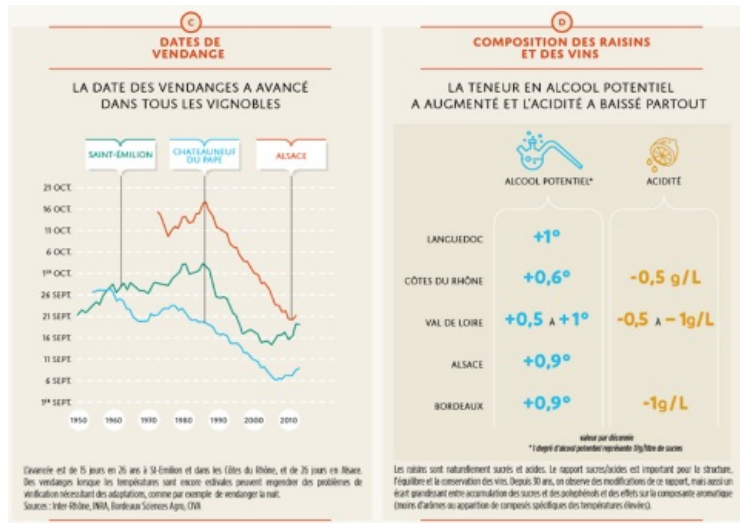 C
DATES DE
VENDANGE
LA DATE DES VENDANGES A AVANCÉ
DANS TOUS LES VIGNOBLES
SAINT-ÉMILION
CHATEAUNEUF
DU PAPE
ALSACE
21 OCT.
16 OCT.
11 OCT.
6 OCT.
1ER OCT.
26 SEPT.
21 SEPT.
16 SEPT.
11 SEPT.
6 SEPT.
1ER SEPT.
1950 1960 1970 1980 1990 2000 2010
L'avancée est de 15 jours en 26 ans à St-Emilion et dans les Côtes du Rhône, et de 26 jours en Alsace.
Des vendanges lorsque les températures sont encore estivales peuvent engendrer des problèmes de
vinification nécessitant des adaptations, comme par exemple de vendanger la nuit.
Sources : Inter-Rhône, INRA, Bordeaux Sciences Agro, CIVA
D
COMPOSITION DES RAISINS
ET DES VINS
LA TENEUR EN ALCOOL POTENTIEL
A AUGMENTÉ ET L'ACIDITÉ A BAISSÉ PARTOUT
ALCOOL POTENTIEL*
ACIDITÉ
LANGUEDOC +1°
CÔTES DU RHÔNE +0,6° -0,5 g/L
VAL DE LOIRE +0,5 À +1° -0,5 À - 1g/L
ALSACE +0,9°
BORDEAUX +0,9° -1g/L
valeur par décennie
* 1 degré d'alcool potentiel représente 17g/litre de sucres
Les raisins sont naturellement sucrés et acides. Le rapport sucres/acides est important pour la structure,
l'équilibre et la conservation des vins. Depuis 30 ans, on observe des modifications de ce rapport, mais aussi un
écart grandissant entre accumulation des sucres et des polyphénols et des effets sur la composante aromatique
(moins d'arômes ou apparition de composés spécifiques des températures élevées).